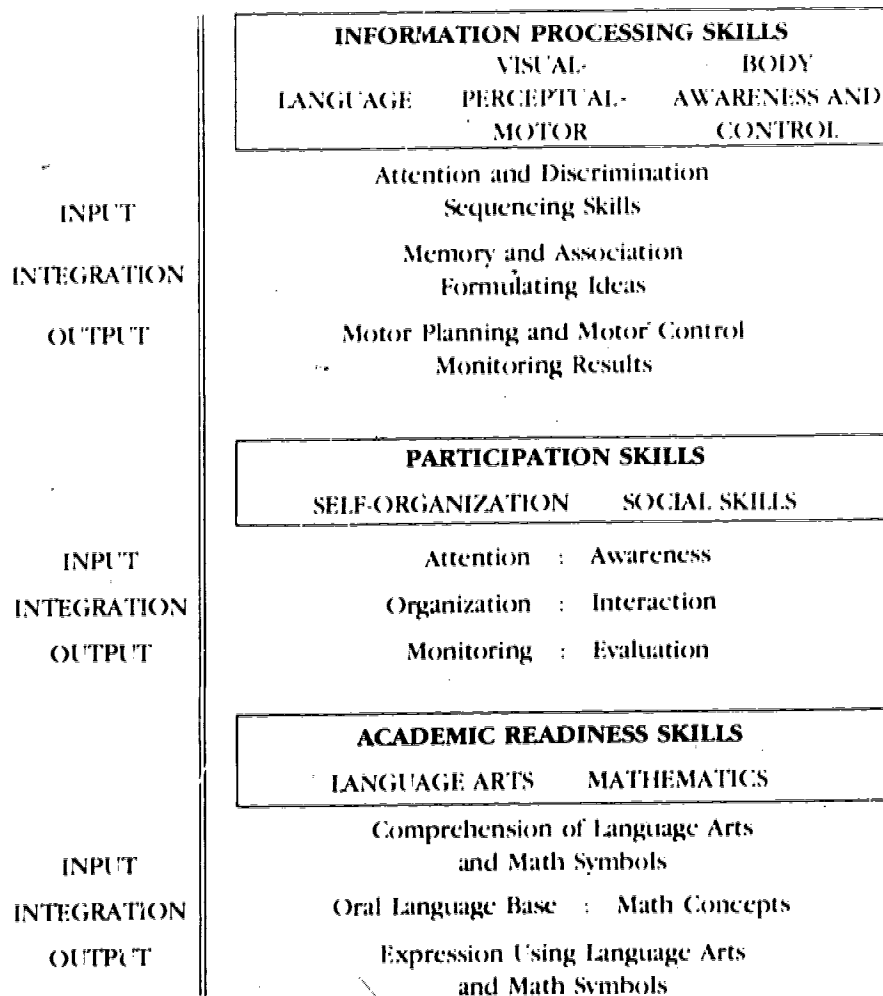 INFORMATION PROCESSING SKILLS
VISUAL- BODY
LANGUAGE PERCEPTUAL- AWARENESS AND
MOTOR CONTROL
Attention and Discrimination
INPUT Sequencing Skills
Memory and Association
INTEGRATION
Formulating Ideas
OUTPUT Motor Planning and Motor Control
Monitoring Results
PARTICIPATION SKILLS
SELF-ORGANIZATION SOCIAL SKILLS
INPUT Attention : Awareness
INTEGRATION Organization : Interaction
OUTPUT Monitoring : Evaluation
ACADEMIC READINESS SKILLS
LANGUAGE ARTS MATHEMATICS
Comprehension of Language Arts
INPUT and Math Symbols
INTEGRATION Oral Language Base : Math Concepts
OUTPUT Expression Using Language Arts
and Math Symbols